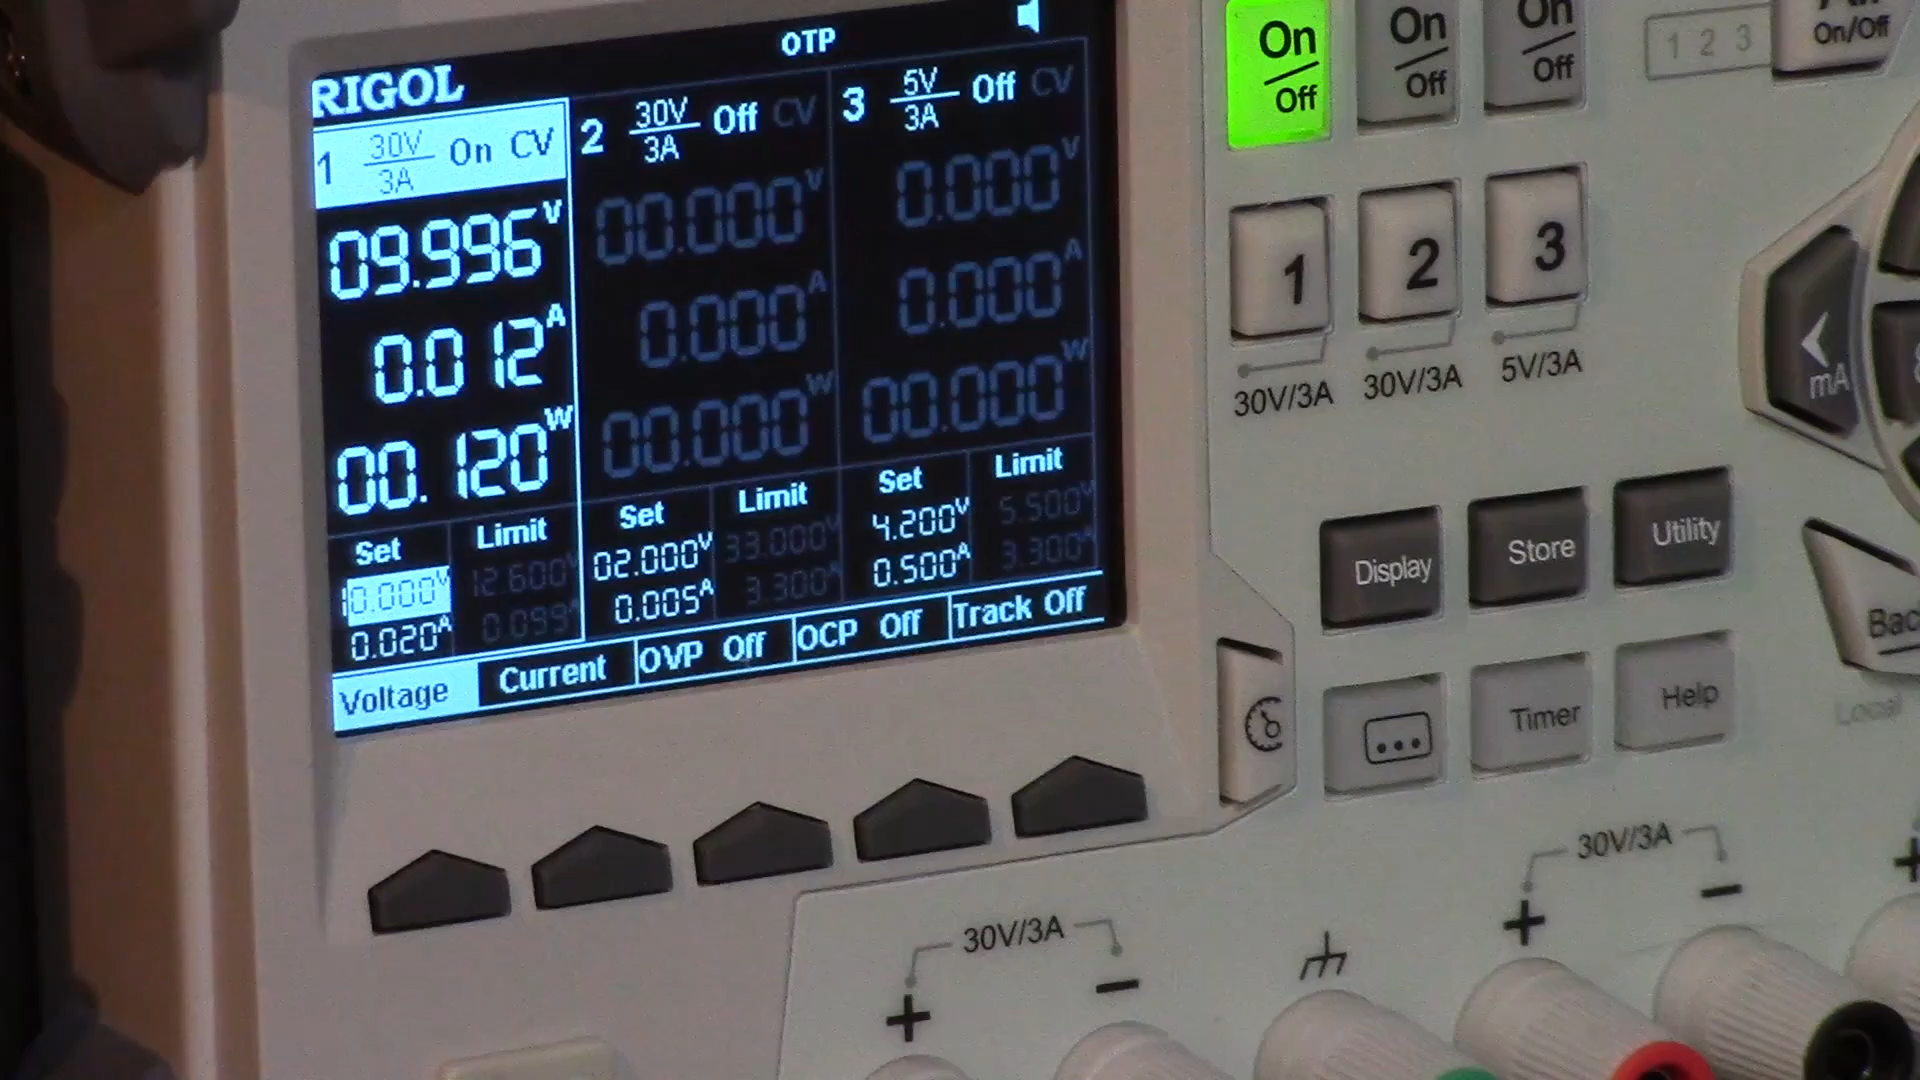 OTP
RIGOL
1 30V/3A On CV
2 30V/3A Off CV
3 5V/3A Off CV
09.996V
00.000V
0.000V
0.012A
0.000A
0.000A
00.120W
00.000W
00.000W
Set Limit
Set Limit
Set Limit
10.000V 12.600V
02.000V 33.000V
4.200V 5.500V
0.020A 0.099A
0.005A 3.300A
0.500A 3.300A
Voltage Current OVP Off OCP Off Track Off
On/Off
On/Off
On/Off
1 2 3
On/Off
1 2 3
30V/3A 30V/3A 5V/3A
mA
Display Store Utility
Back
Timer Help
Local
30V/3A
+ −
30V/3A
+ −
+